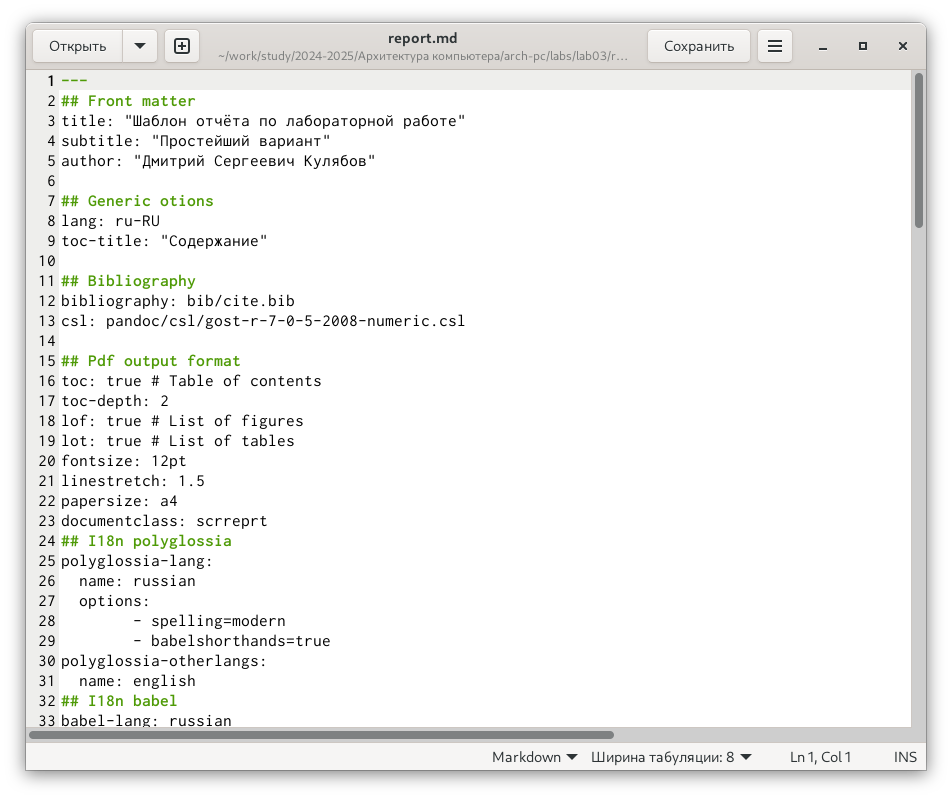 Открыть
report.md
~/work/study/2024-2025/Архитектура компьютера/arch-pc/labs/lab03/r…
Сохранить
1 ---
2 ## Front matter
3 title: "Шаблон отчёта по лабораторной работе"
4 subtitle: "Простейший вариант"
5 author: "Дмитрий Сергеевич Кулябов"
6
7 ## Generic otions
8 lang: ru-RU
9 toc-title: "Содержание"
10
11 ## Bibliography
12 bibliography: bib/cite.bib
13 csl: pandoc/csl/gost-r-7-0-5-2008-numeric.csl
14
15 ## Pdf output format
16 toc: true # Table of contents
17 toc-depth: 2
18 lof: true # List of figures
19 lot: true # List of tables
20 fontsize: 12pt
21 linestretch: 1.5
22 papersize: a4
23 documentclass: scrreprt
24 ## I18n polyglossia
25 polyglossia-lang:
26   name: russian
27   options:
28         - spelling=modern
29         - babelshorthands=true
30 polyglossia-otherlangs:
31   name: english
32 ## I18n babel
33 babel-lang: russian
Markdown Ширина табуляции: 8 Ln 1, Col 1 INS